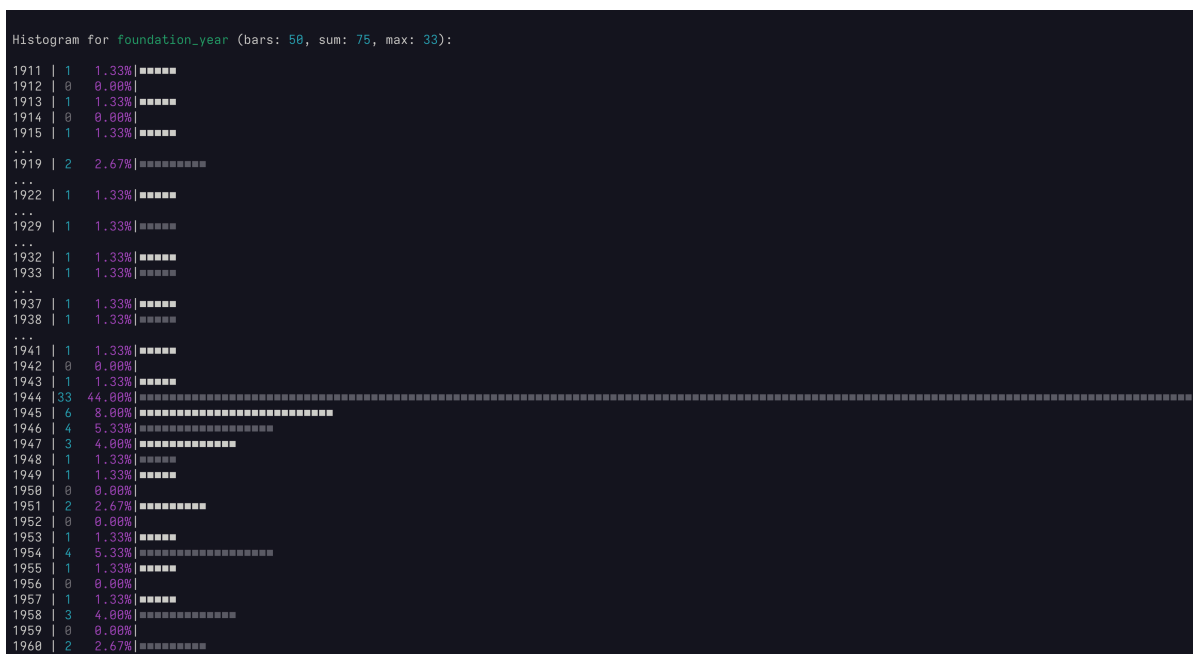 Histogram for foundation_year (bars: 50, sum: 75, max: 33):
1911 | 1 1.33%|
1912 | 0 0.00%|
1913 | 1 1.33%|
1914 | 0 0.00%|
1915 | 1 1.33%|
...
1919 | 2 2.67%|
...
1922 | 1 1.33%|
...
1929 | 1 1.33%|
...
1932 | 1 1.33%|
1933 | 1 1.33%|
...
1937 | 1 1.33%|
1938 | 1 1.33%|
...
1941 | 1 1.33%|
1942 | 0 0.00%|
1943 | 1 1.33%|
1944 |33 44.00%|
1945 | 6 8.00%|
1946 | 4 5.33%|
1947 | 3 4.00%|
1948 | 1 1.33%|
1949 | 1 1.33%|
1950 | 0 0.00%|
1951 | 2 2.67%|
1952 | 0 0.00%|
1953 | 1 1.33%|
1954 | 4 5.33%|
1955 | 1 1.33%|
1956 | 0 0.00%|
1957 | 1 1.33%|
1958 | 3 4.00%|
1959 | 0 0.00%|
1960 | 2 2.67%|